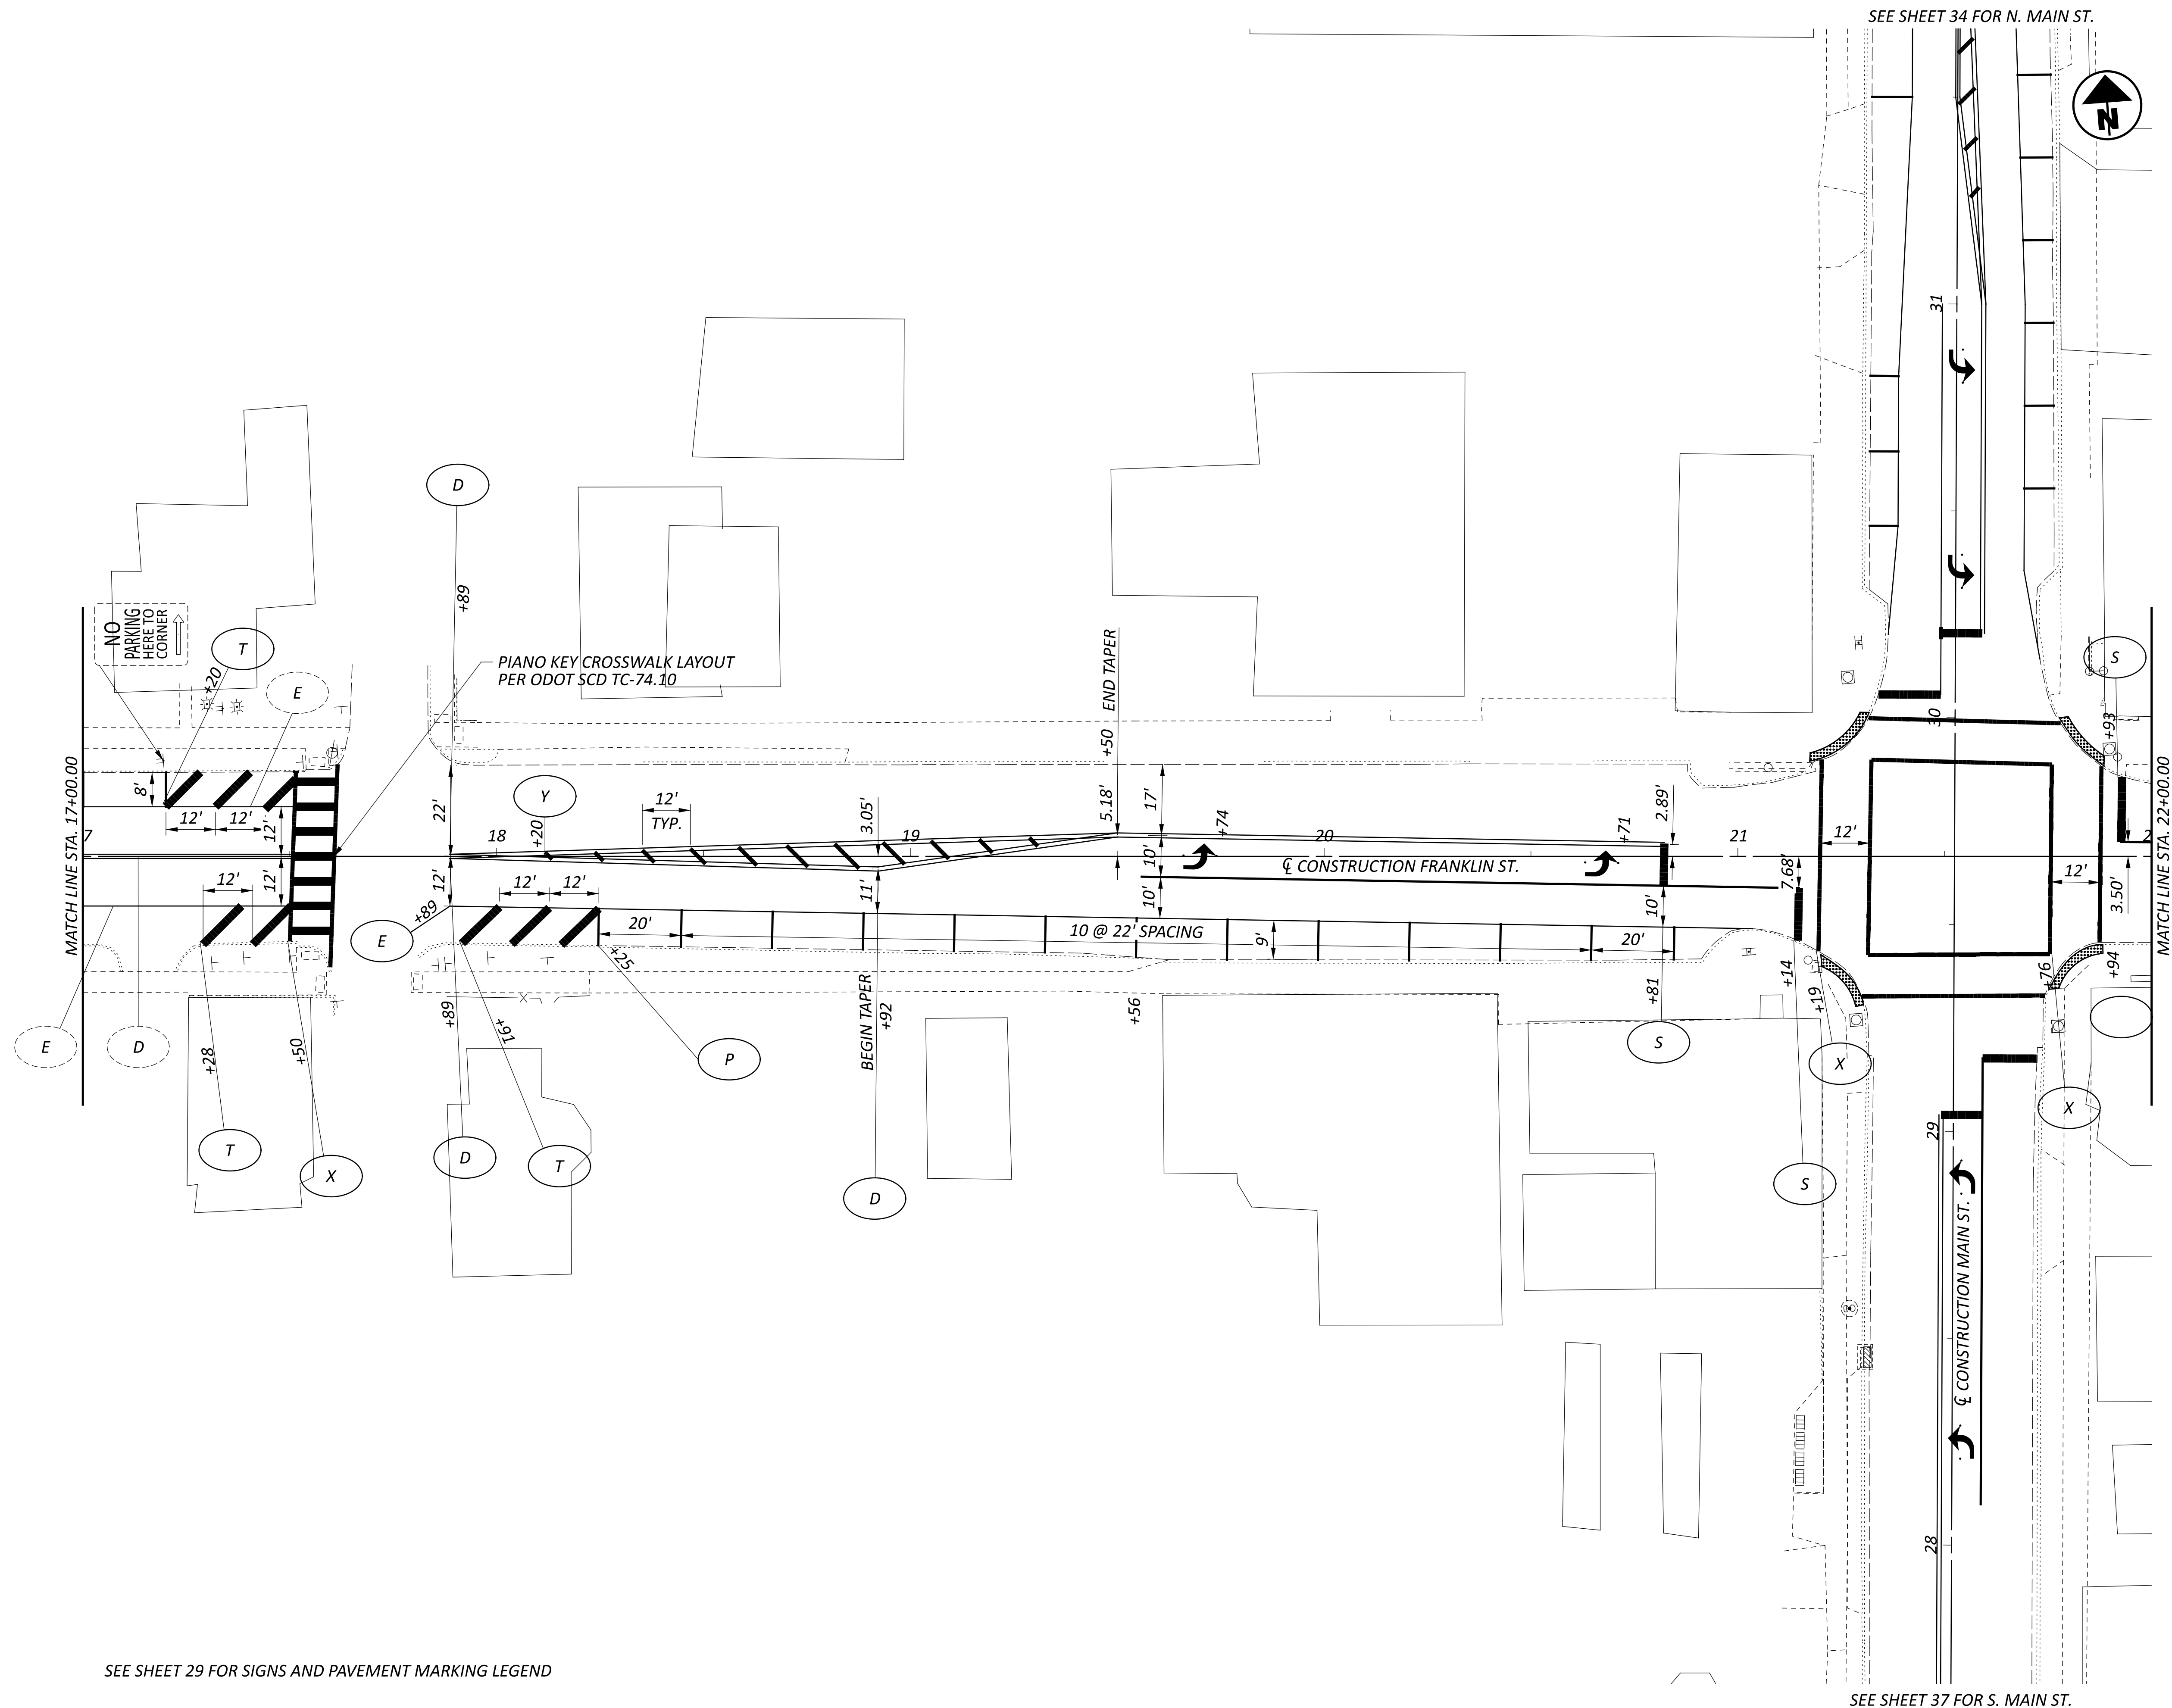 SEE SHEET 34 FOR N. MAIN ST.
N
31
D
+89
NO
PARKING
HERE TO
CORNER
T
+20
E
PIANO KEY CROSSWALK LAYOUT
PER ODOT SCD TC-74.10
+50 END TAPER
S
+93
30
MATCH LINE STA. 17+00.00
8'
12'
12'
12'
7
22'
Y
+20
12'
TYP.
3.05'
5.18'
17'
+74
2.89'
+71
18
19
20
21
12'
2
MATCH LINE STA. 22+00.00
12'
12'
12'
12'
12'
11'
10'
10'
℄ CONSTRUCTION FRANKLIN ST.
7.68'
12'
3.50'
10'
E
+89
20'
10 @ 22' SPACING
9'
20'
+25
E
D
+28
+50
+89
+91
BEGIN TAPER
+92
+56
+81
+14
+19
+76
+94
P
S
X
X
T
X
D
T
D
S
29
℄ CONSTRUCTION MAIN ST.
28
SEE SHEET 29 FOR SIGNS AND PAVEMENT MARKING LEGEND
SEE SHEET 37 FOR S. MAIN ST.